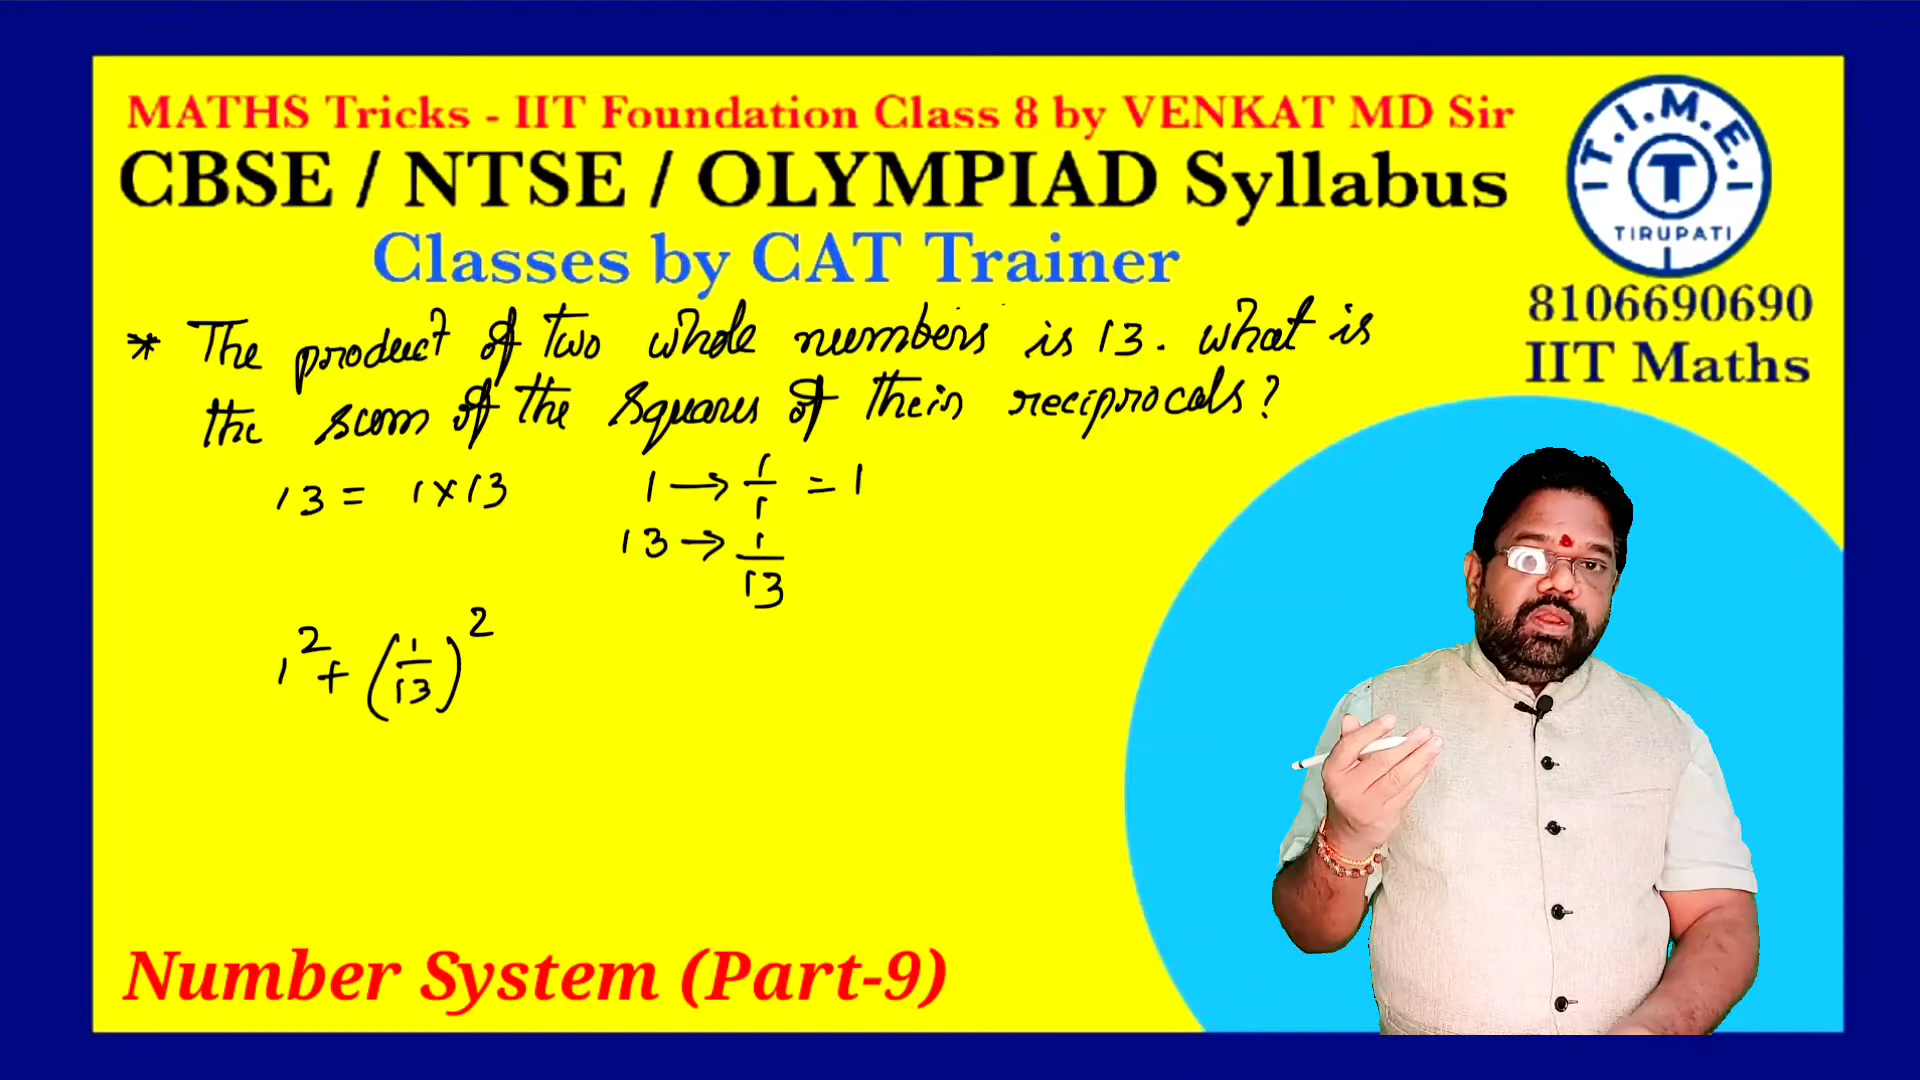 MATHS Tricks - IIT Foundation Class 8 by VENKAT MD Sir
CBSE / NTSE / OLYMPIAD Syllabus
Classes by CAT Trainer
T.I.M.E.
T
TIRUPATI
8106690690
IIT Maths
* The product of two whole numbers is 13. what is
the sum of the squares of their reciprocals?
13 = 1×13
1 → 1/1 = 1
13 → 1/13
1² + (1/13)²
Number System (Part-9)